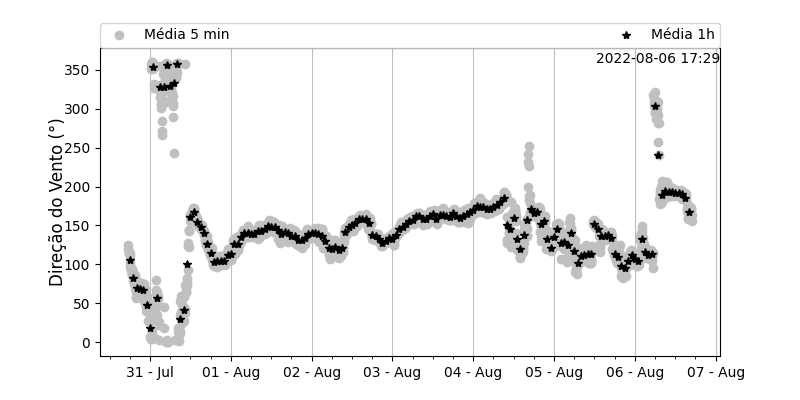 Média 5 min
Média 1h
2022-08-06 17:29
Direção do Vento (°)
350
300
250
200
150
100
50
0
31 - Jul
01 - Aug
02 - Aug
03 - Aug
04 - Aug
05 - Aug
06 - Aug
07 - Aug